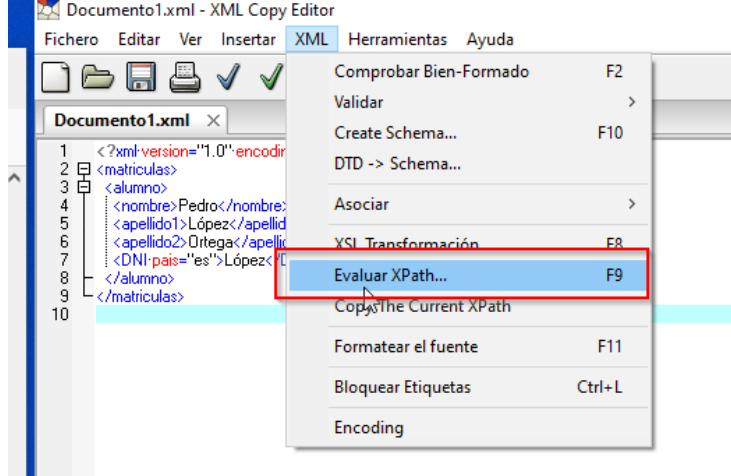 Documento1.xml - XML Copy Editor
Fichero Editar Ver Insertar XML Herramientas Ayuda
Documento1.xml
1 <?xml version="1.0" encodin
2 <matriculas>
3 <alumno>
4 <nombre>Pedro</nombre>
5 <apellido1>López</apellid
6 <apellido2>Ortega</apelli
7 <DNI pais="es">López</D
8 </alumno>
9 </matriculas>
10
Comprobar Bien-Formado F2
Validar
Create Schema... F10
DTD -> Schema...
Asociar
XSL Transformación F8
Evaluar XPath... F9
Copy The Current XPath
Formatear el fuente F11
Bloquear Etiquetas Ctrl+L
Encoding